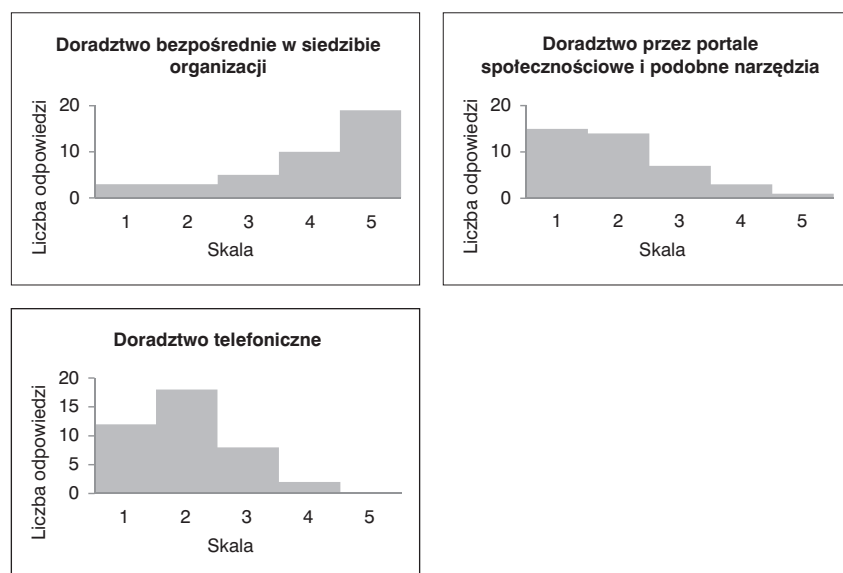 Doradztwo bezpośrednie w siedzibie
organizacji
Liczba odpowiedzi
20
10
0
1 2 3 4 5
Skala
Doradztwo przez portale
społecznościowe i podobne narzędzia
Liczba odpowiedzi
20
10
0
1 2 3 4 5
Skala
Doradztwo telefoniczne
Liczba odpowiedzi
20
15
10
5
0
1 2 3 4 5
Skala